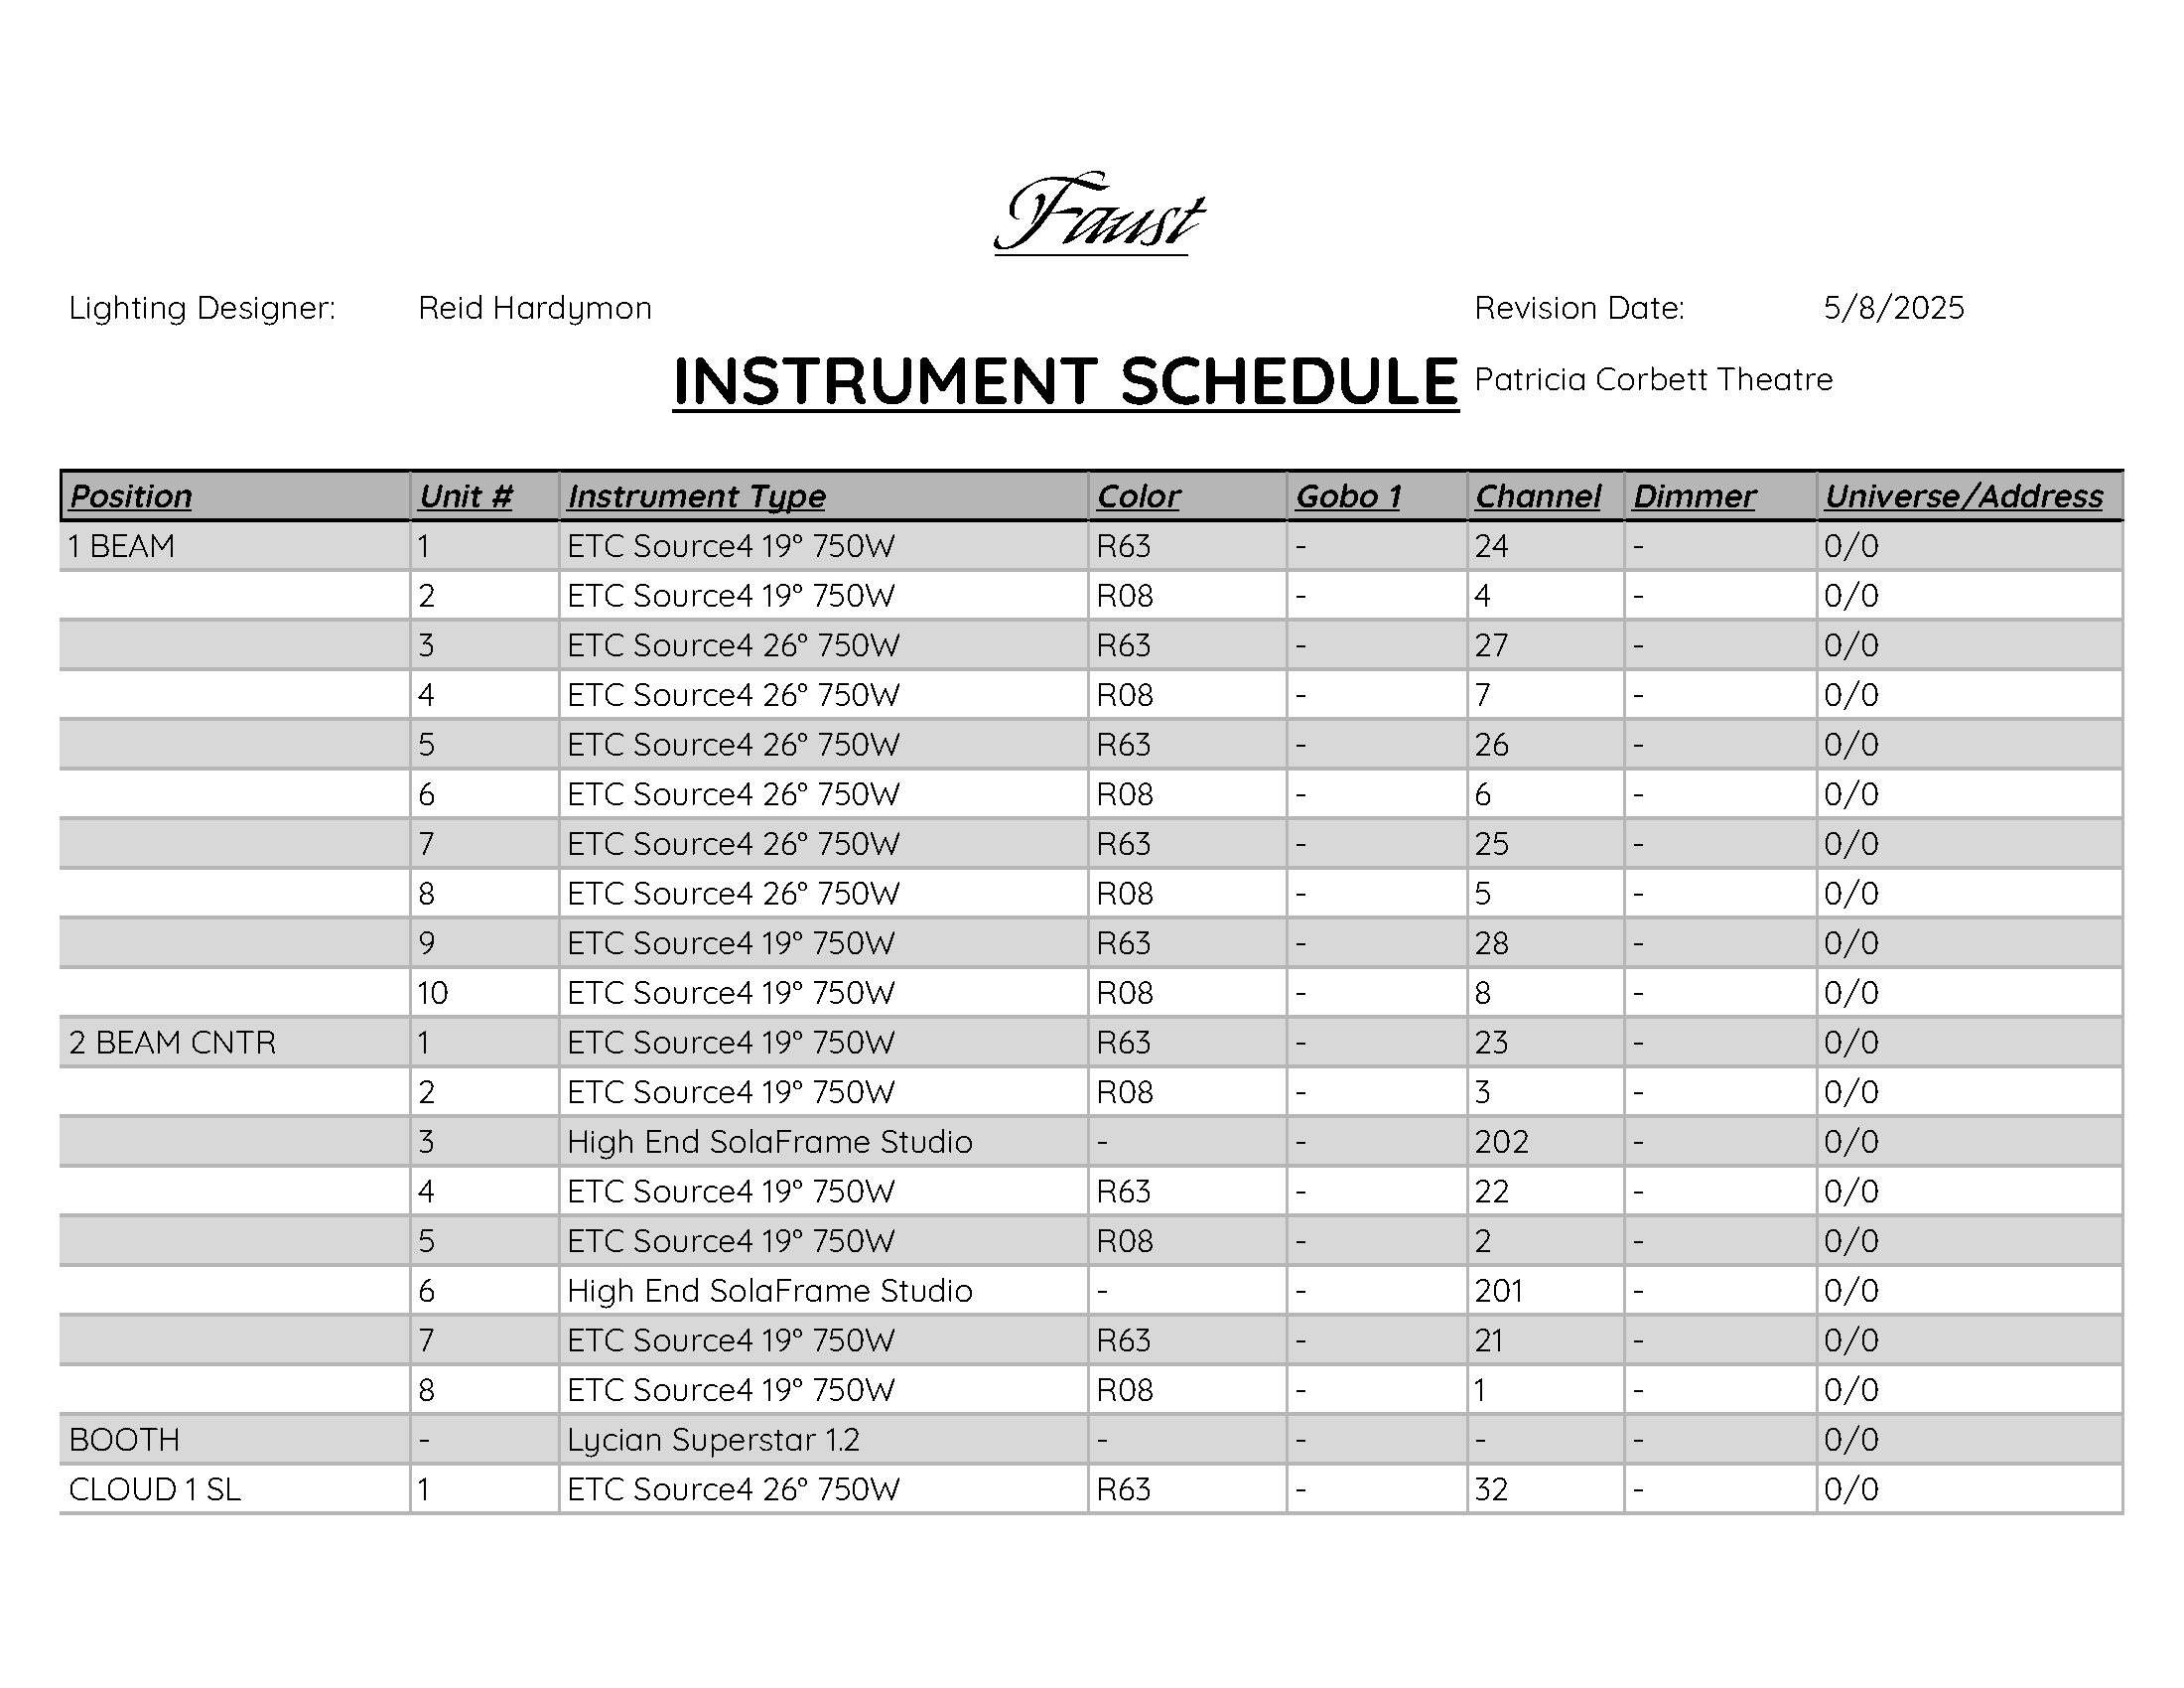 Faust
Lighting Designer: Reid Hardymon Revision Date: 5/8/2025
INSTRUMENT SCHEDULE Patricia Corbett Theatre
Position Unit # Instrument Type Color Gobo 1 Channel Dimmer Universe/Address
1 BEAM 1 ETC Source4 19° 750W R63 - 24 - 0/0
2 ETC Source4 19° 750W R08 - 4 - 0/0
3 ETC Source4 26° 750W R63 - 27 - 0/0
4 ETC Source4 26° 750W R08 - 7 - 0/0
5 ETC Source4 26° 750W R63 - 26 - 0/0
6 ETC Source4 26° 750W R08 - 6 - 0/0
7 ETC Source4 26° 750W R63 - 25 - 0/0
8 ETC Source4 26° 750W R08 - 5 - 0/0
9 ETC Source4 19° 750W R63 - 28 - 0/0
10 ETC Source4 19° 750W R08 - 8 - 0/0
2 BEAM CNTR 1 ETC Source4 19° 750W R63 - 23 - 0/0
2 ETC Source4 19° 750W R08 - 3 - 0/0
3 High End SolaFrame Studio - - 202 - 0/0
4 ETC Source4 19° 750W R63 - 22 - 0/0
5 ETC Source4 19° 750W R08 - 2 - 0/0
6 High End SolaFrame Studio - - 201 - 0/0
7 ETC Source4 19° 750W R63 - 21 - 0/0
8 ETC Source4 19° 750W R08 - 1 - 0/0
BOOTH - Lycian Superstar 1.2 - - - - 0/0
CLOUD 1 SL 1 ETC Source4 26° 750W R63 - 32 - 0/0